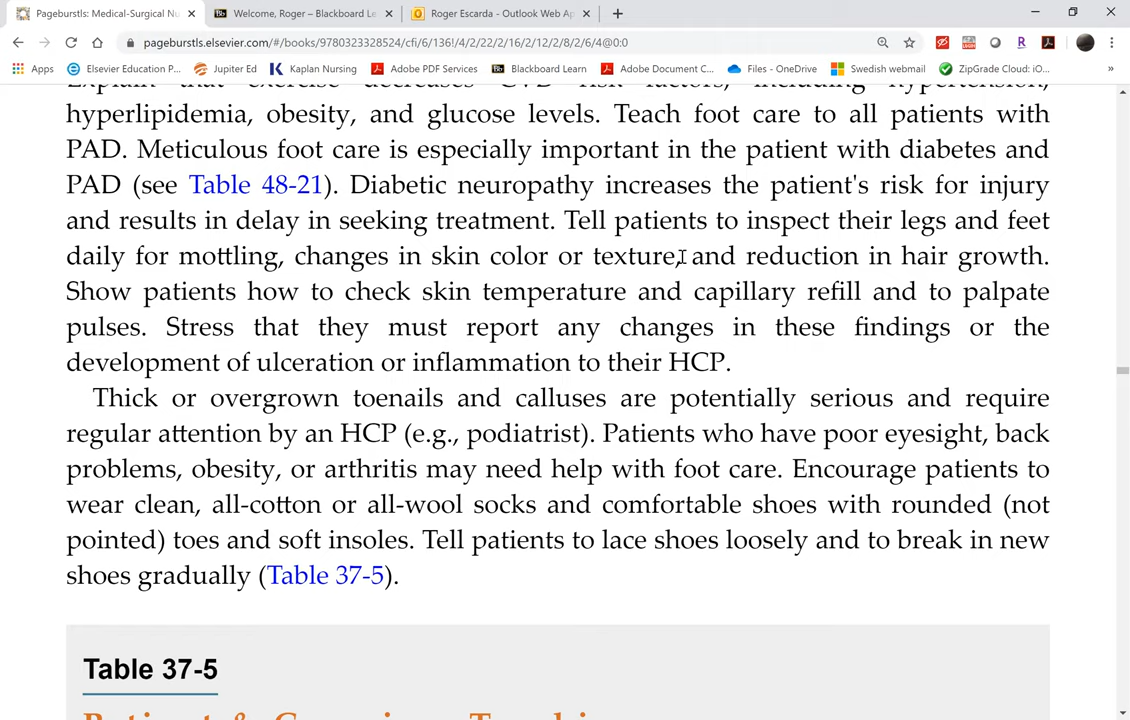 Pageburstls: Medical-Surgical Nu
Welcome, Roger – Blackboard Le
Roger Escarda - Outlook Web Ap
pageburstls.elsevier.com/#/books/9780323328524/cfi/6/136!/4/2/22/2/16/2/12/2/8/2/6/4@0:0
Apps
Elsevier Education P...
Jupiter Ed
Kaplan Nursing
Adobe PDF Services
Blackboard Learn
Adobe Document C...
Files - OneDrive
Swedish webmail
ZipGrade Cloud: iO...
»
Explain that exercise decreases CVD risk factors, including hypertension,
hyperlipidemia, obesity, and glucose levels. Teach foot care to all patients with
PAD. Meticulous foot care is especially important in the patient with diabetes and
PAD (see Table 48-21). Diabetic neuropathy increases the patient's risk for injury
and results in delay in seeking treatment. Tell patients to inspect their legs and feet
daily for mottling, changes in skin color or texture, and reduction in hair growth.
Show patients how to check skin temperature and capillary refill and to palpate
pulses. Stress that they must report any changes in these findings or the
development of ulceration or inflammation to their HCP.
Thick or overgrown toenails and calluses are potentially serious and require
regular attention by an HCP (e.g., podiatrist). Patients who have poor eyesight, back
problems, obesity, or arthritis may need help with foot care. Encourage patients to
wear clean, all-cotton or all-wool socks and comfortable shoes with rounded (not
pointed) toes and soft insoles. Tell patients to lace shoes loosely and to break in new
shoes gradually (Table 37-5).
Table 37-5
Patient & Caregiver Teaching